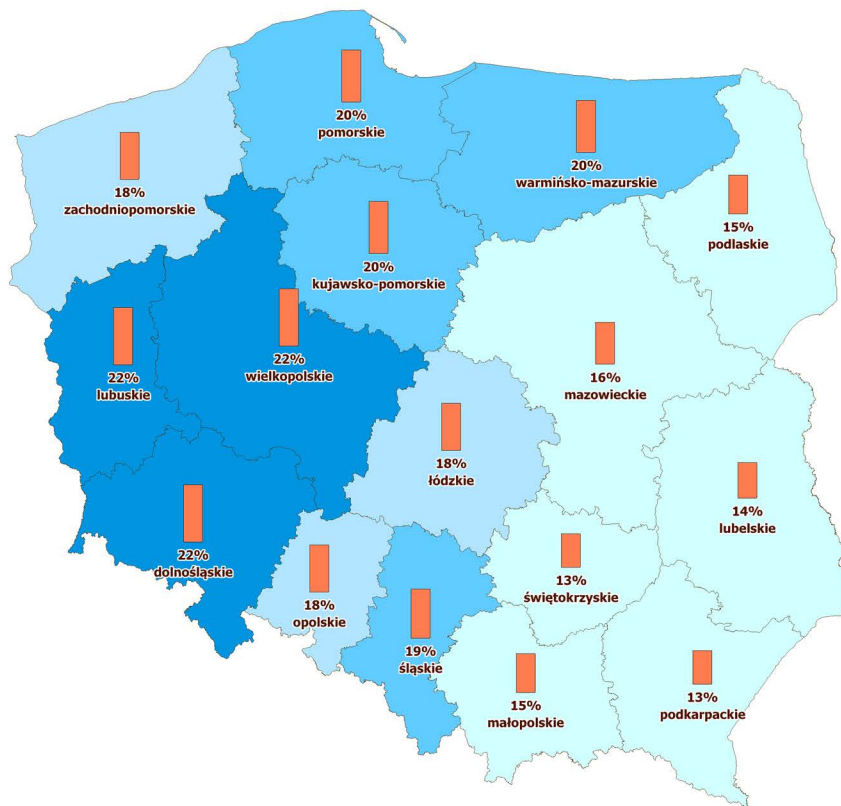 20%
pomorskie
20%
warmińsko-mazurskie
18%
zachodniopomorskie
15%
podlaskie
20%
kujawsko-pomorskie
22%
wielkopolskie
22%
lubuskie
16%
mazowieckie
18%
łódzkie
14%
lubelskie
22%
dolnośląskie
13%
świętokrzyskie
18%
opolskie
19%
śląskie
15%
małopolskie
13%
podkarpackie